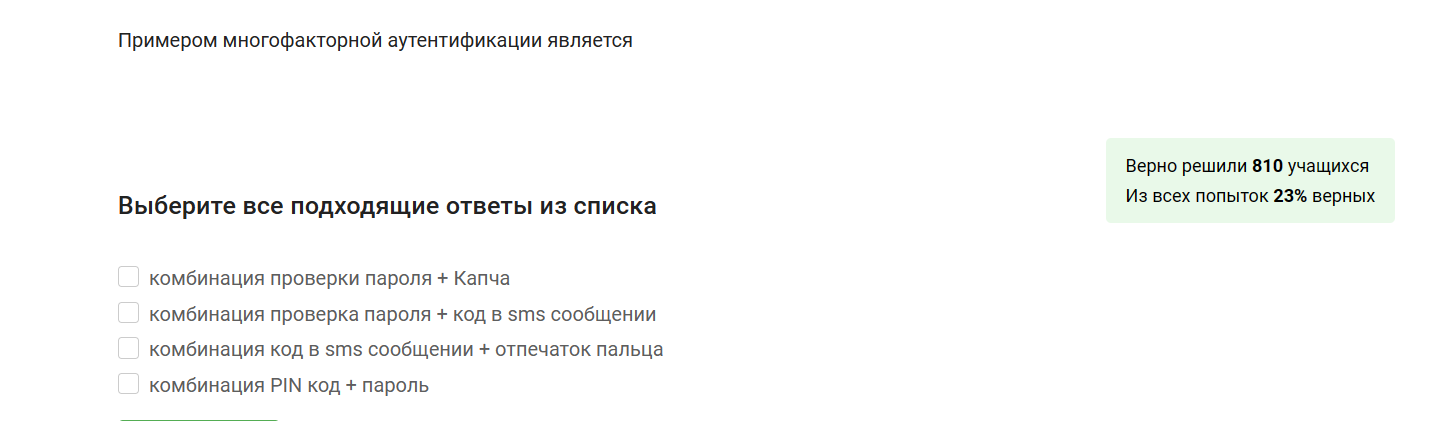 Примером многофакторной аутентификации является
Верно решили 810 учащихся
Из всех попыток 23% верных
Выберите все подходящие ответы из списка
комбинация проверки пароля + Капча
комбинация проверка пароля + код в sms сообщении
комбинация код в sms сообщении + отпечаток пальца
комбинация PIN код + пароль